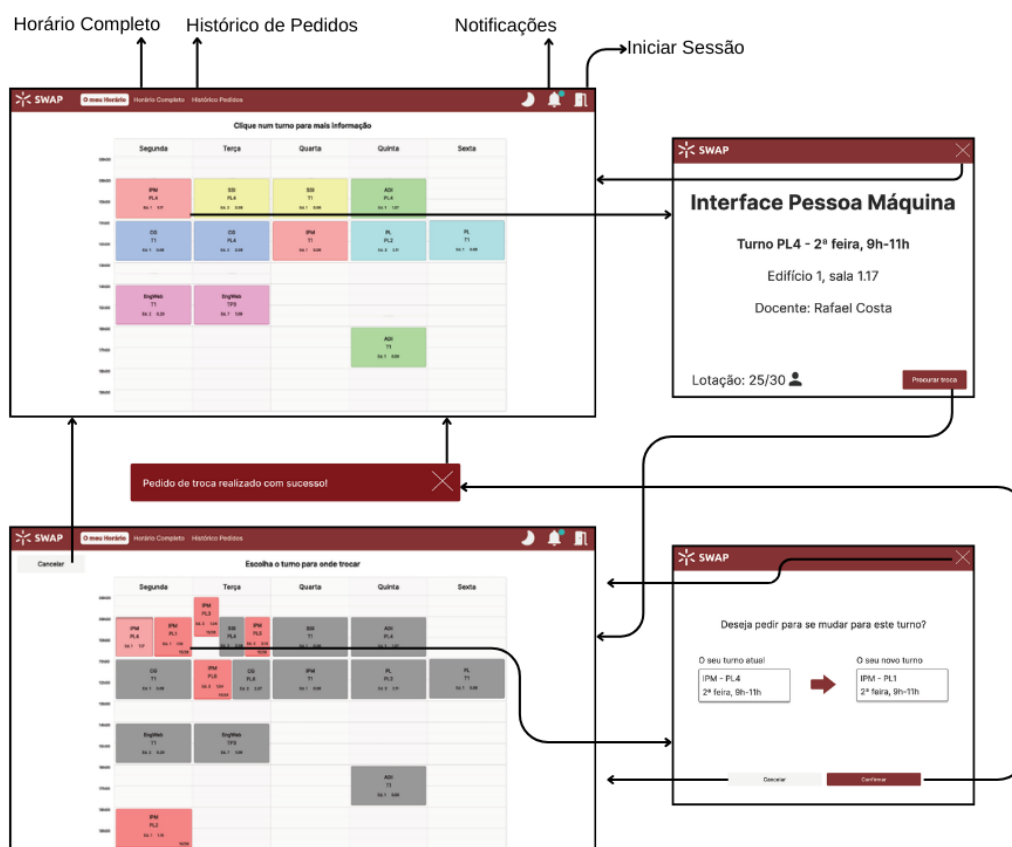 Horário Completo
Histórico de Pedidos
Notificações
Iniciar Sessão
SWAP
O meu Horário
Horário Completo
Histórico Pedidos
Clique num turno para mais informação
Segunda
Terça
Quarta
Quinta
Sexta
IPM
PL4
Ed. 1 1.17
SSI
PL4
SSI
T1
ADI
PL4
CG
T1
CG
PL4
IPM
T1
PL
PL2
PL
T1
EngWeb
T1
EngWeb
TP5
ADI
T1
SWAP
Interface Pessoa Máquina
Turno PL4 - 2ª feira, 9h-11h
Edifício 1, sala 1.17
Docente: Rafael Costa
Lotação: 25/30
Procurar troca
Pedido de troca realizado com sucesso!
SWAP
O meu Horário
Horário Completo
Histórico Pedidos
Cancelar
Escolha o turno para onde trocar
Segunda
Terça
Quarta
Quinta
Sexta
IPM
PL3
IPM
PL4
IPM
PL1
SSI
PL4
IPM
PL5
SSI
T1
ADI
PL4
CG
T1
IPM
PL6
CG
IPM
T1
PL
PL2
PL
T1
EngWeb
T1
EngWeb
TP5
ADI
T1
IPM
PL2
SWAP
Deseja pedir para se mudar para este turno?
O seu turno atual
IPM - PL4
2ª feira, 9h-11h
O seu novo turno
IPM - PL1
2ª feira, 9h-11h
Cancelar
Confirmar